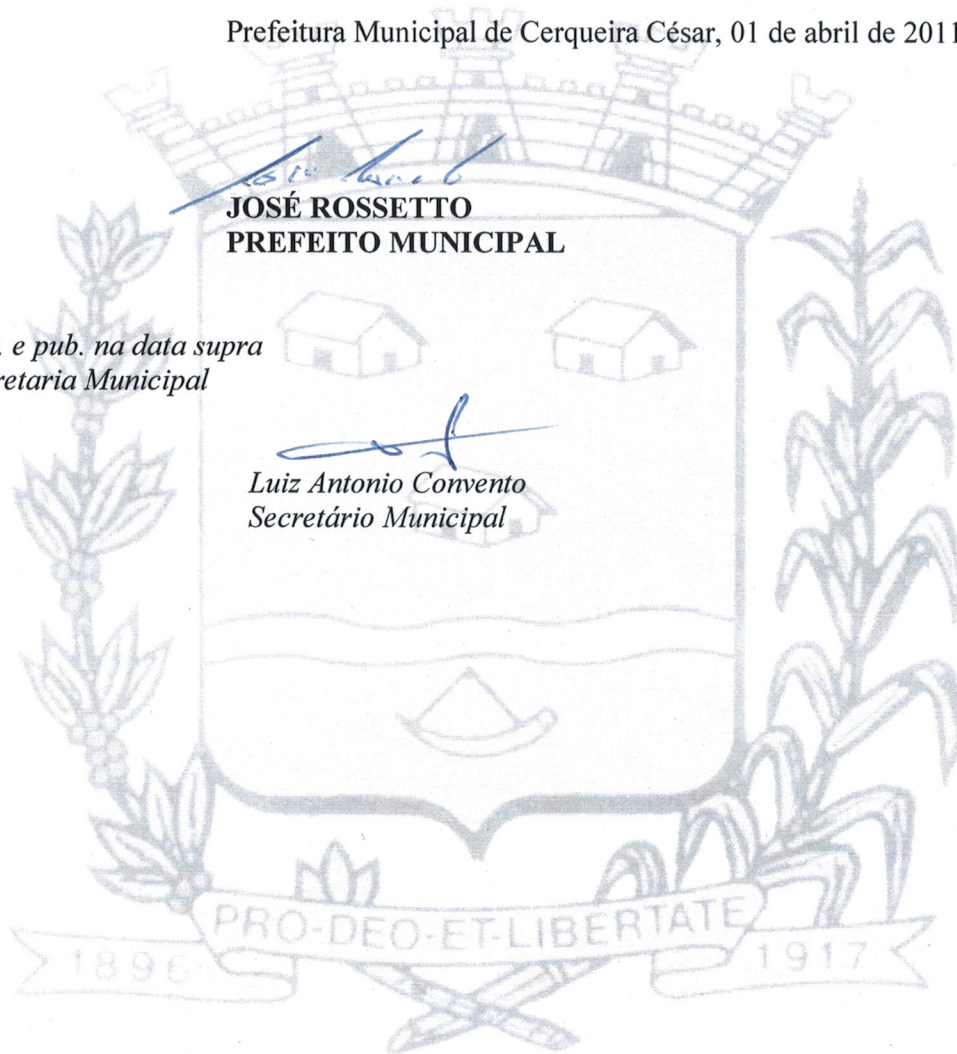 Prefeitura Municipal de Cerqueira César, 01 de abril de 2011
JOSÉ ROSSETTO
PREFEITO MUNICIPAL
. e pub. na data supra
retaria Municipal
Luiz Antonio Convento
Secretário Municipal
PRO-DEO-ET-LIBERTATE
1896
1917